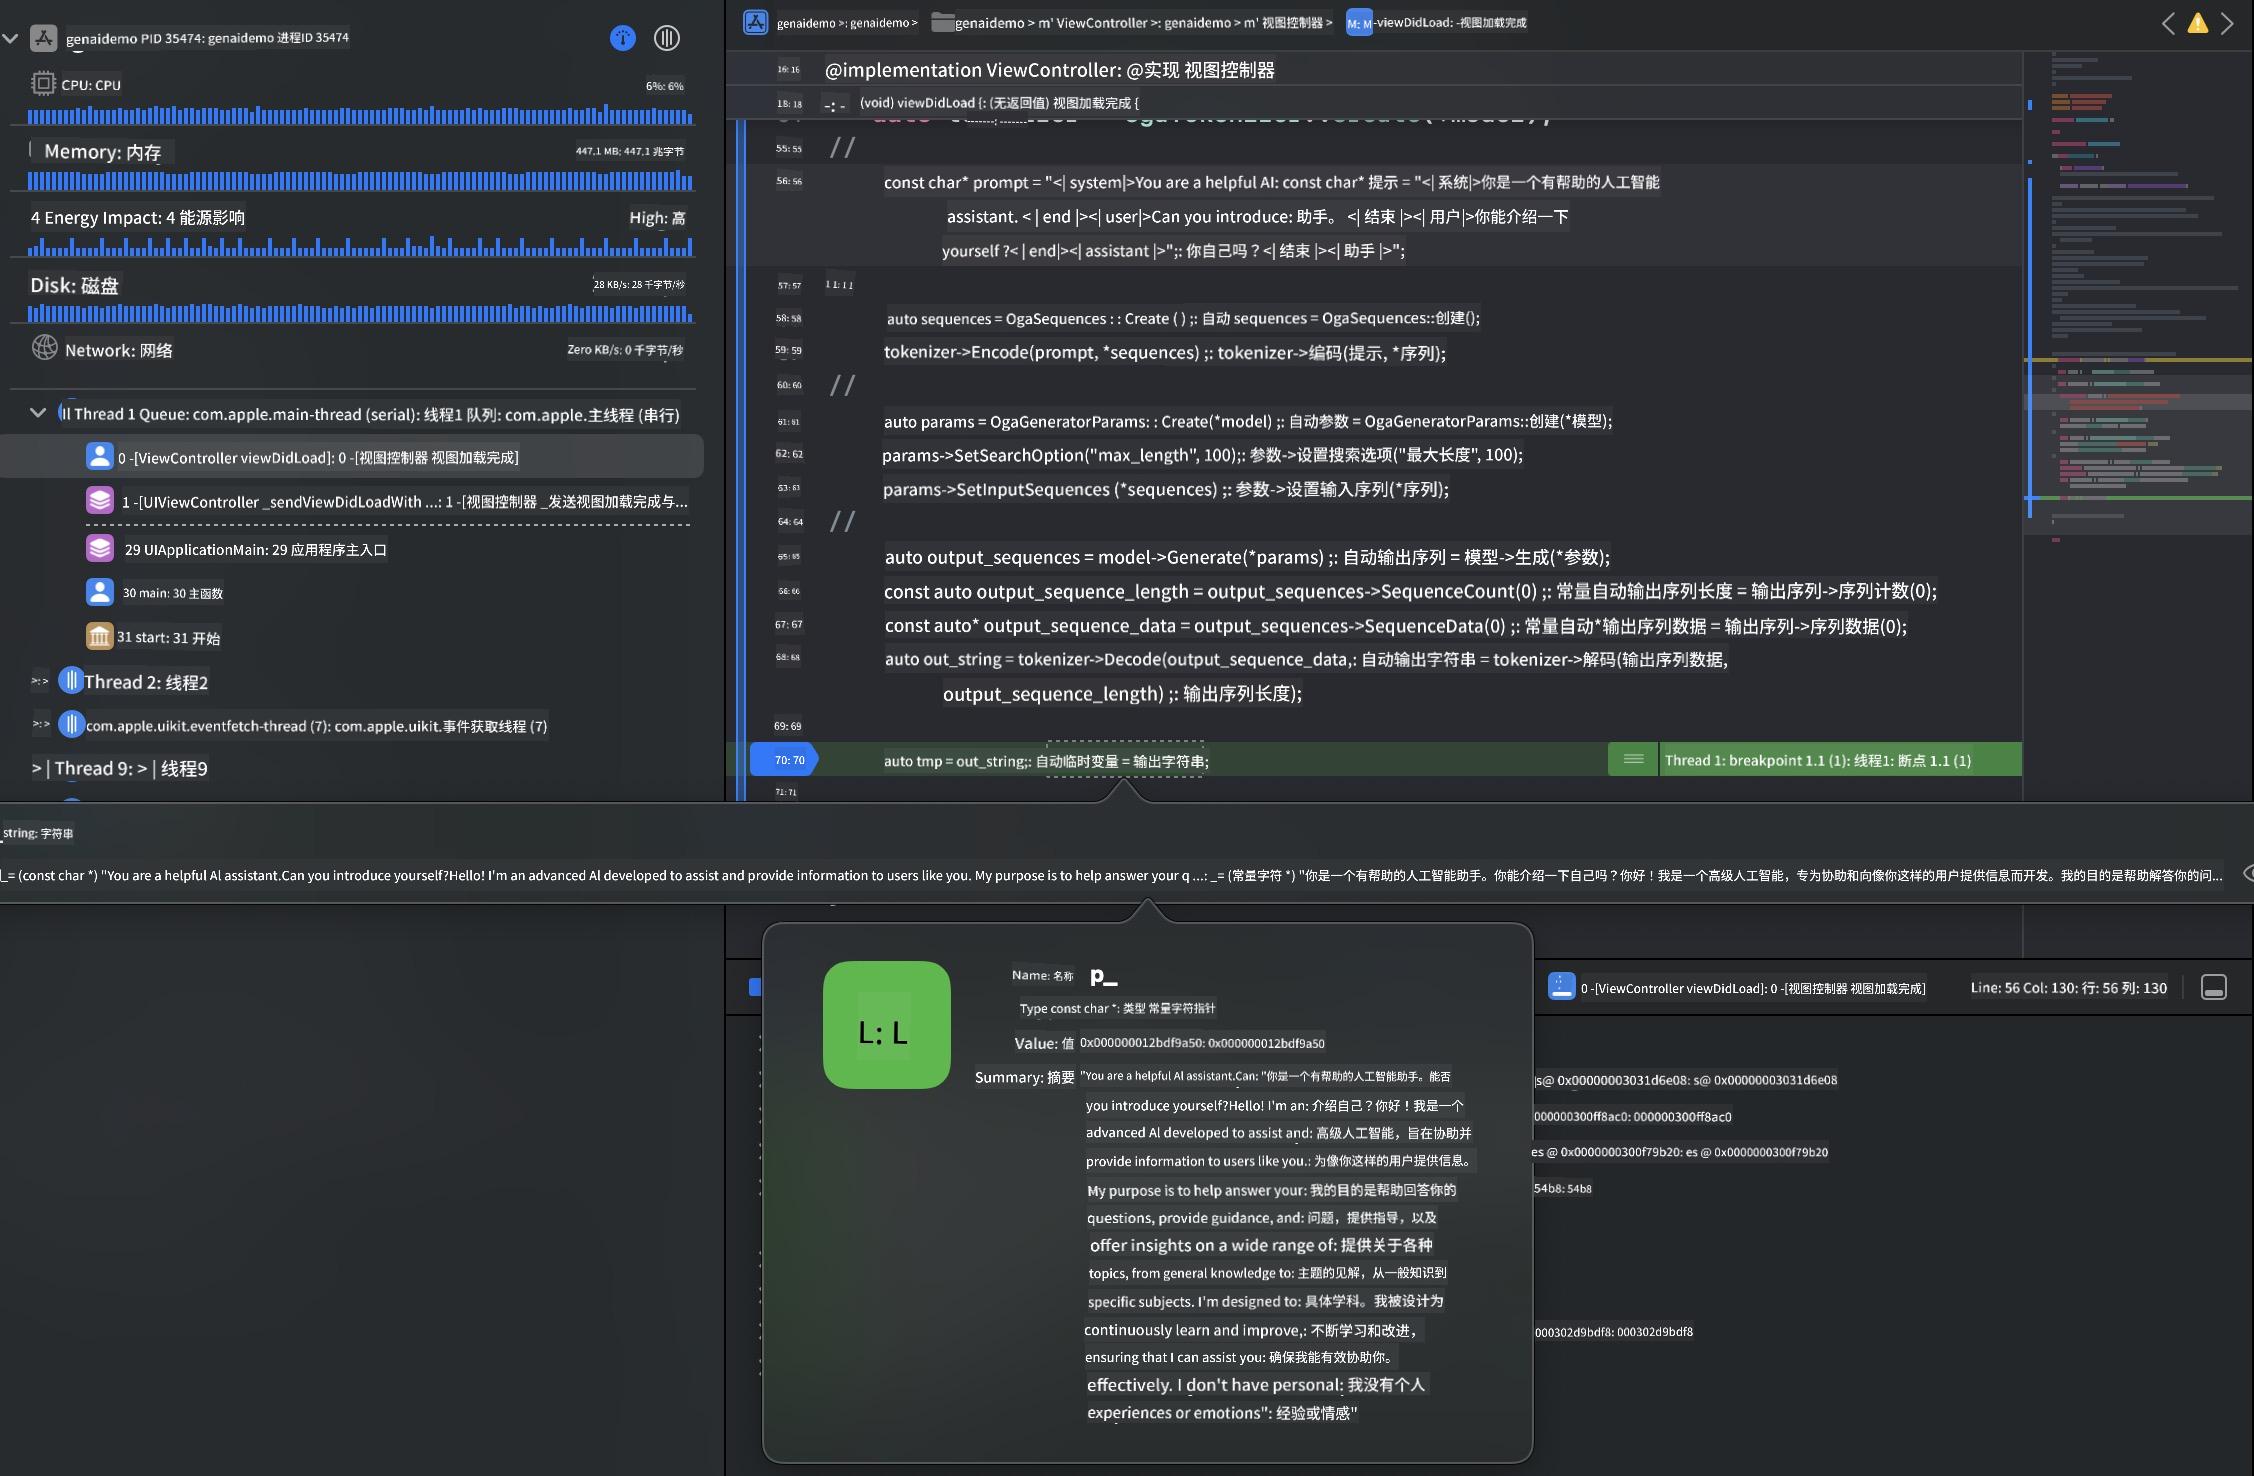 genaidemo PID 35474: genaidemo 进程ID 35474
CPU: CPU
6%: 6%
Memory: 内存
447.1 MB; 447.1 兆字节
4 Energy Impact: 4 能源影响
High: 高
Disk: 磁盘
28 KB/s: 28 千字节/秒
Network: 网络
Zero KB/s; 0 千字节/秒
Il Thread 1 Queue: com.apple.main-thread (serial): 线程1 队列: com.apple.主线程 (串行)
0 -[ViewController viewDidLoad]: 0 -[视图控制器 视图加载完成]
1 -[UIViewController _sendViewDidLoadWith ...: 1 -[视图控制器 _发送视图加载完成与...
29 UIApplicationMain: 29 应用程序主入口
30 main: 30 主函数
31 start: 31 开始
>: > Thread 2: 线程2
>: > com.apple.uikit.eventfetch-thread (7): com.apple.uikit.事件获取线程 (7)
> | Thread 9: > | 线程9
genaidemo >: genaidemo > genaidemo > m' ViewController >: genaidemo > m' 视图控制器 > M: M -viewDidLoad: -视图加载完成
16: 16 @implementation ViewController: @实现 视图控制器
18: 18 -: - (void) viewDidLoad {: (无返回值) 视图加载完成 {
55: 55 //
56: 56 const char* prompt = "<| system|>You are a helpful AI: const char* 提示 = "<| 系统|>你是一个有帮助的人工智能
assistant. < | end |><| user|>Can you introduce: 助手。 <| 结束 |><| 用户|>你能介绍一下
yourself ?< | end|><| assistant |>";: 你自己吗？<| 结束 |><| 助手 |>";
57: 57 1 1: 1 1
58: 58 auto sequences = OgaSequences : : Create ( ) ;: 自动 sequences = OgaSequences::创建();
59: 59 tokenizer->Encode(prompt, *sequences) ;: tokenizer->编码(提示, *序列);
60: 60 //
61: 61 auto params = OgaGeneratorParams: : Create(*model) ;: 自动参数 = OgaGeneratorParams::创建(*模型);
62: 62 params->SetSearchOption("max_length", 100);: 参数->设置搜索选项("最大长度", 100);
63: 63 params->SetInputSequences (*sequences) ;: 参数->设置输入序列(*序列);
64: 64 //
65: 65 auto output_sequences = model->Generate(*params) ;: 自动输出序列 = 模型->生成(*参数);
66: 66 const auto output_sequence_length = output_sequences->SequenceCount(0) ;: 常量自动输出序列长度 = 输出序列->序列计数(0);
67: 67 const auto* output_sequence_data = output_sequences->SequenceData(0) ;: 常量自动*输出序列数据 = 输出序列->序列数据(0);
68: 68 auto out_string = tokenizer->Decode(output_sequence_data,: 自动输出字符串 = tokenizer->解码(输出序列数据,
output_sequence_length) ;: 输出序列长度);
69: 69
70: 70 auto tmp = out_string;: 自动临时变量 = 输出字符串;
Thread 1: breakpoint 1.1 (1): 线程1: 断点 1.1 (1)
71: 71
string: 字符串
_= (const char *) "You are a helpful Al assistant.Can you introduce yourself?Hello! I'm an advanced Al developed to assist and provide information to users like you. My purpose is to help answer your q ...: _= (常量字符 *) "你是一个有帮助的人工智能助手。你能介绍一下自己吗？你好！我是一个高级人工智能，专为协助和向像你这样的用户提供信息而开发。我的目的是帮助解答你的问...
L: L
Name: 名称 p_
Type const char *: 类型 常量字符指针
Value: 值 0x000000012bdf9a50: 0x000000012bdf9a50
Summary: 摘要 "You are a helpful Al assistant.Can: "你是一个有帮助的人工智能助手。能否
you introduce yourself?Hello! I'm an: 介绍自己？你好！我是一个
advanced Al developed to assist and: 高级人工智能，旨在协助并
provide information to users like you.: 为像你这样的用户提供信息。
My purpose is to help answer your: 我的目的是帮助回答你的
questions, provide guidance, and: 问题，提供指导，以及
offer insights on a wide range of: 提供关于各种
topics, from general knowledge to: 主题的见解，从一般知识到
specific subjects. I'm designed to: 具体学科。我被设计为
continuously learn and improve,: 不断学习和改进，
ensuring that I can assist you: 确保我能有效协助你。
effectively. I don't have personal: 我没有个人
experiences or emotions": 经验或情感"
0 -[ViewController viewDidLoad]: 0 -[视图控制器 视图加载完成]
Line: 56 Col: 130: 行: 56 列: 130
s@ 0x00000003031d6e08: s@ 0x00000003031d6e08
000000300ff8ac0: 000000300ff8ac0
es @ 0x0000000300f79b20: es @ 0x0000000300f79b20
54b8: 54b8
000302d9bdf8: 000302d9bdf8